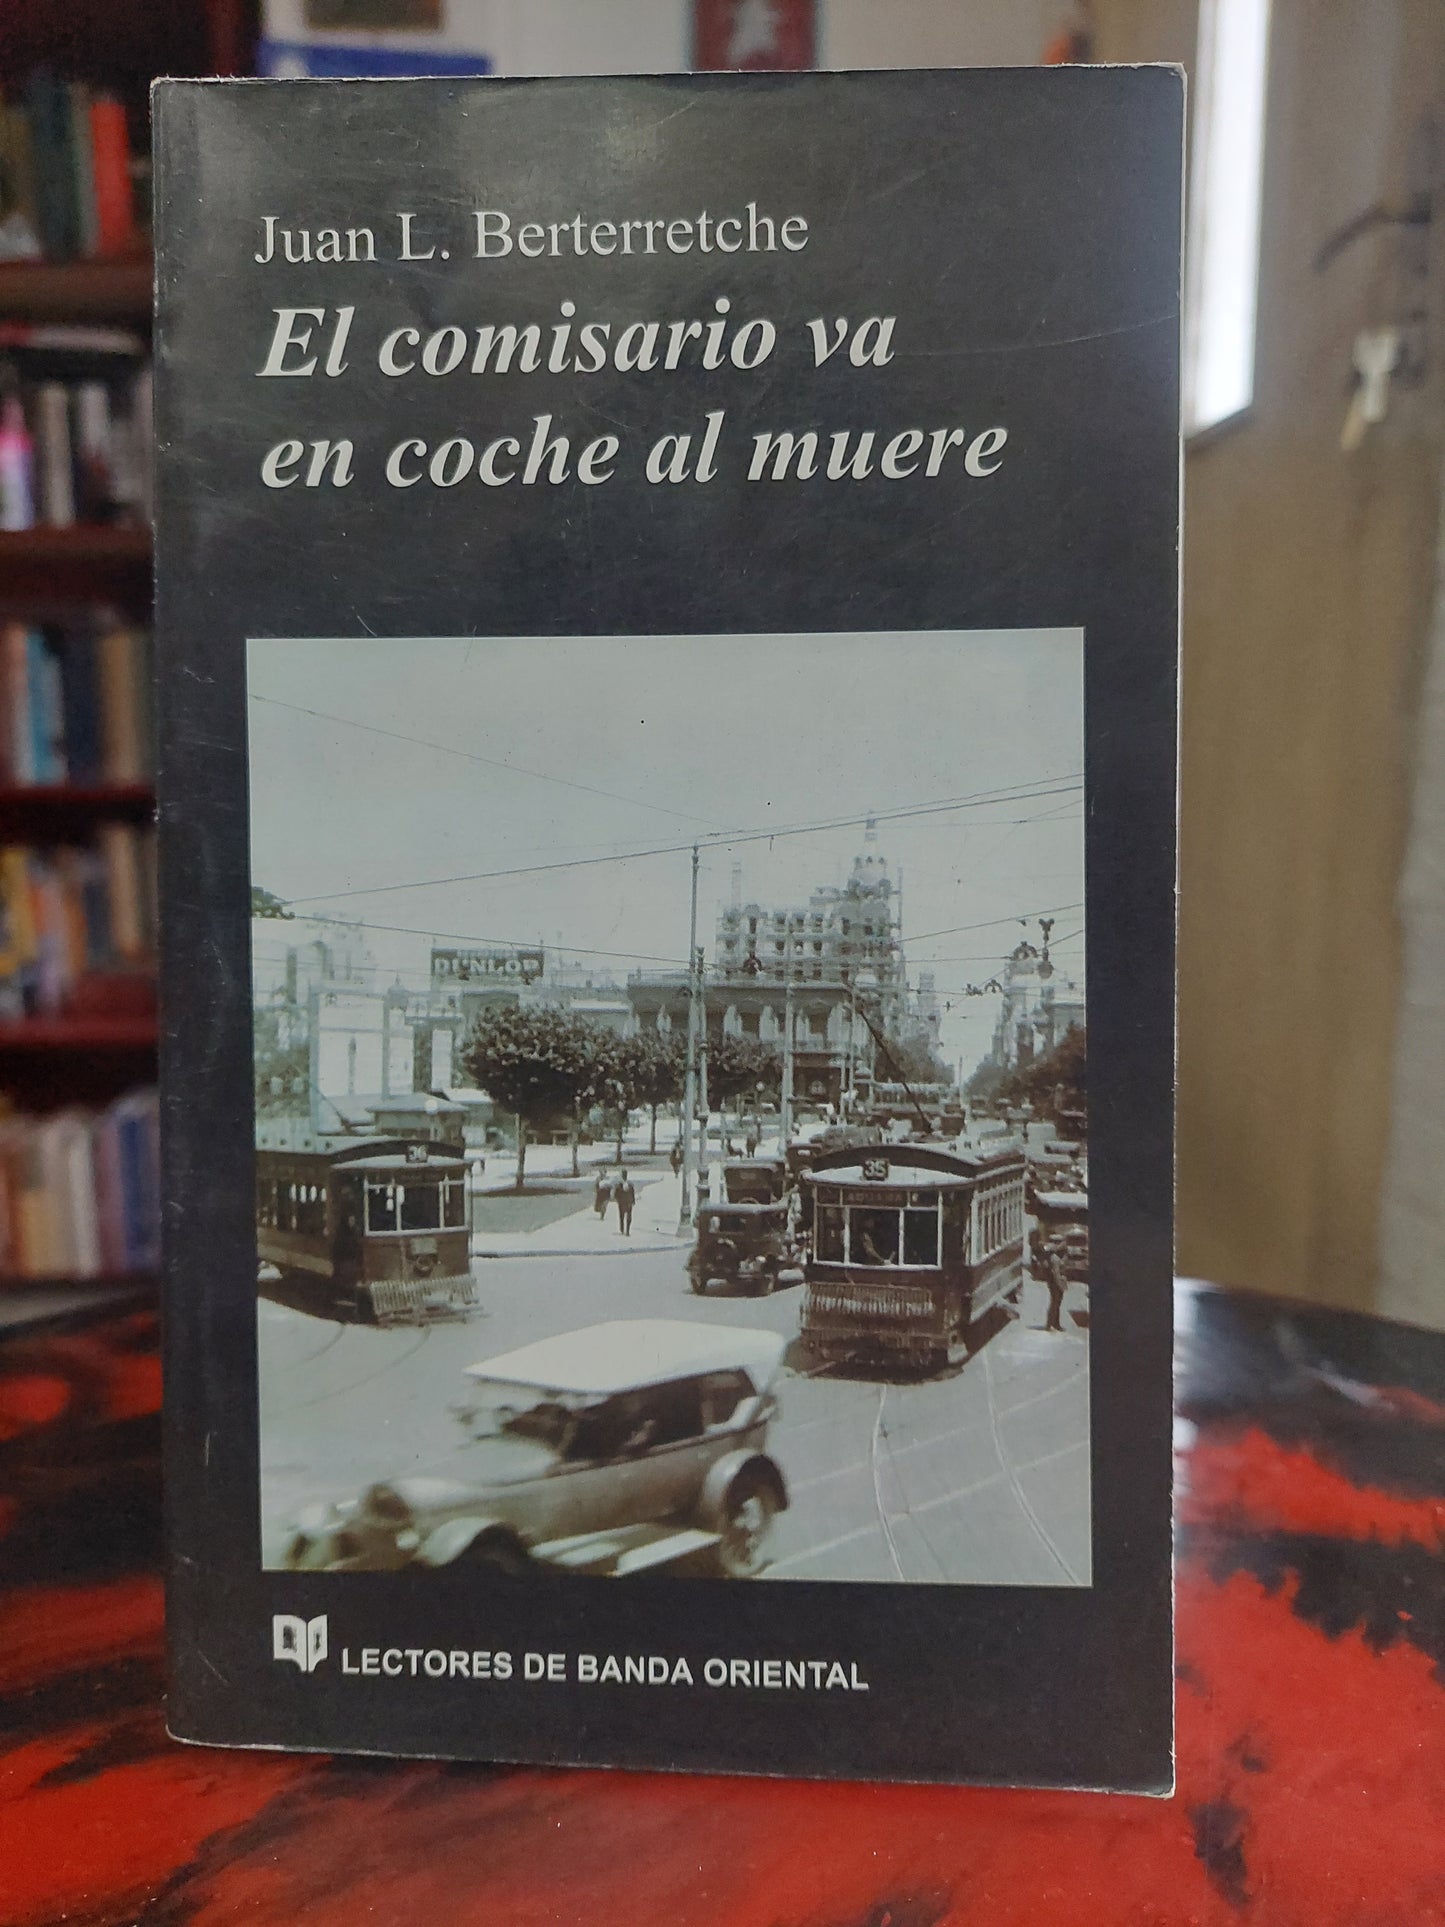 Juan L. Berterretche
El comisario va
en coche al muere
DUNLOP
36
35
LECTORES DE BANDA ORIENTAL